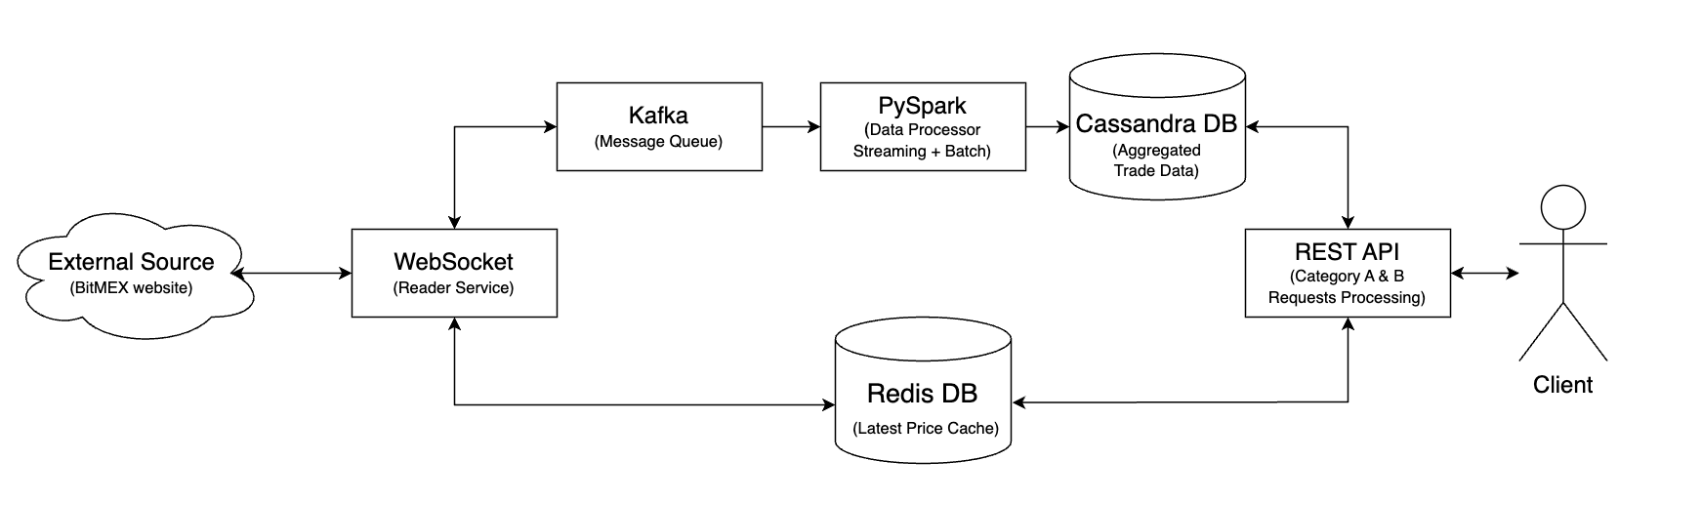 Kafka
(Message Queue)
PySpark
(Data Processor
Streaming + Batch)
Cassandra DB
(Aggregated
Trade Data)
External Source
(BitMEX website)
WebSocket
(Reader Service)
REST API
(Category A & B
Requests Processing)
Redis DB
(Latest Price Cache)
Client